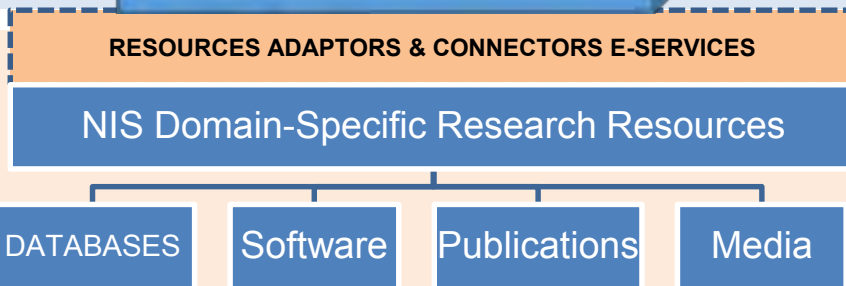 RESOURCES ADAPTORS & CONNECTORS E-SERVICES
NIS Domain-Specific Research Resources
DATABASES
Software
Publications
Media